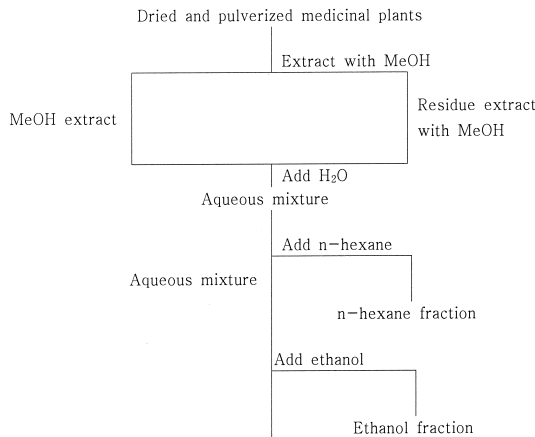 Dried and pulverized medicinal plants
Extract with MeOH
MeOH extract
Residue extract
with MeOH
Add H₂O
Aqueous mixture
Add n-hexane
Aqueous mixture
n-hexane fraction
Add ethanol
Ethanol fraction